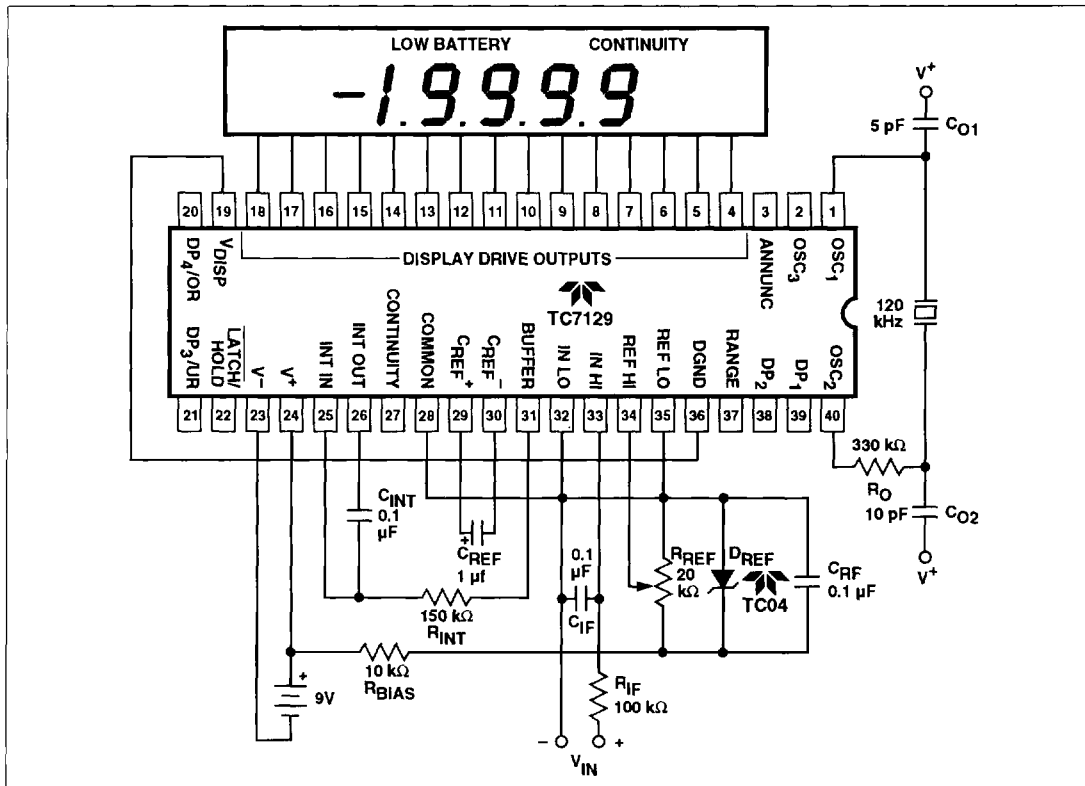 LOW BATTERY CONTINUITY
-1.9.9.9.9
V+
5 pF CO1
20 19 18 17 16 15 14 13 12 11 10 9 8 7 6 5 4 3 2 1
DP4/OR
VDISP
DISPLAY DRIVE OUTPUTS
ANNUNC
OSC3
OSC1
TC7129
120
kHz
DP3/UR
LATCH/
HOLD
V−
V+
INT IN
INT OUT
CONTINUITY
COMMON
CREF+
CREF−
BUFFER
IN LO
IN HI
REF HI
REF LO
DGND
RANGE
DP2
DP1
OSC2
21 22 23 24 25 26 27 28 29 30 31 32 33 34 35 36 37 38 39 40
330 kΩ
RO
10 pF CO2
V+
CINT
0.1
µF
+
CREF
1 µf
0.1
µF
CIF
RREF
20
kΩ
DREF
TC04
CRF
0.1 µF
150 kΩ
RINT
10 kΩ
RBIAS
+
9V
RIF
100 kΩ
− +
VIN